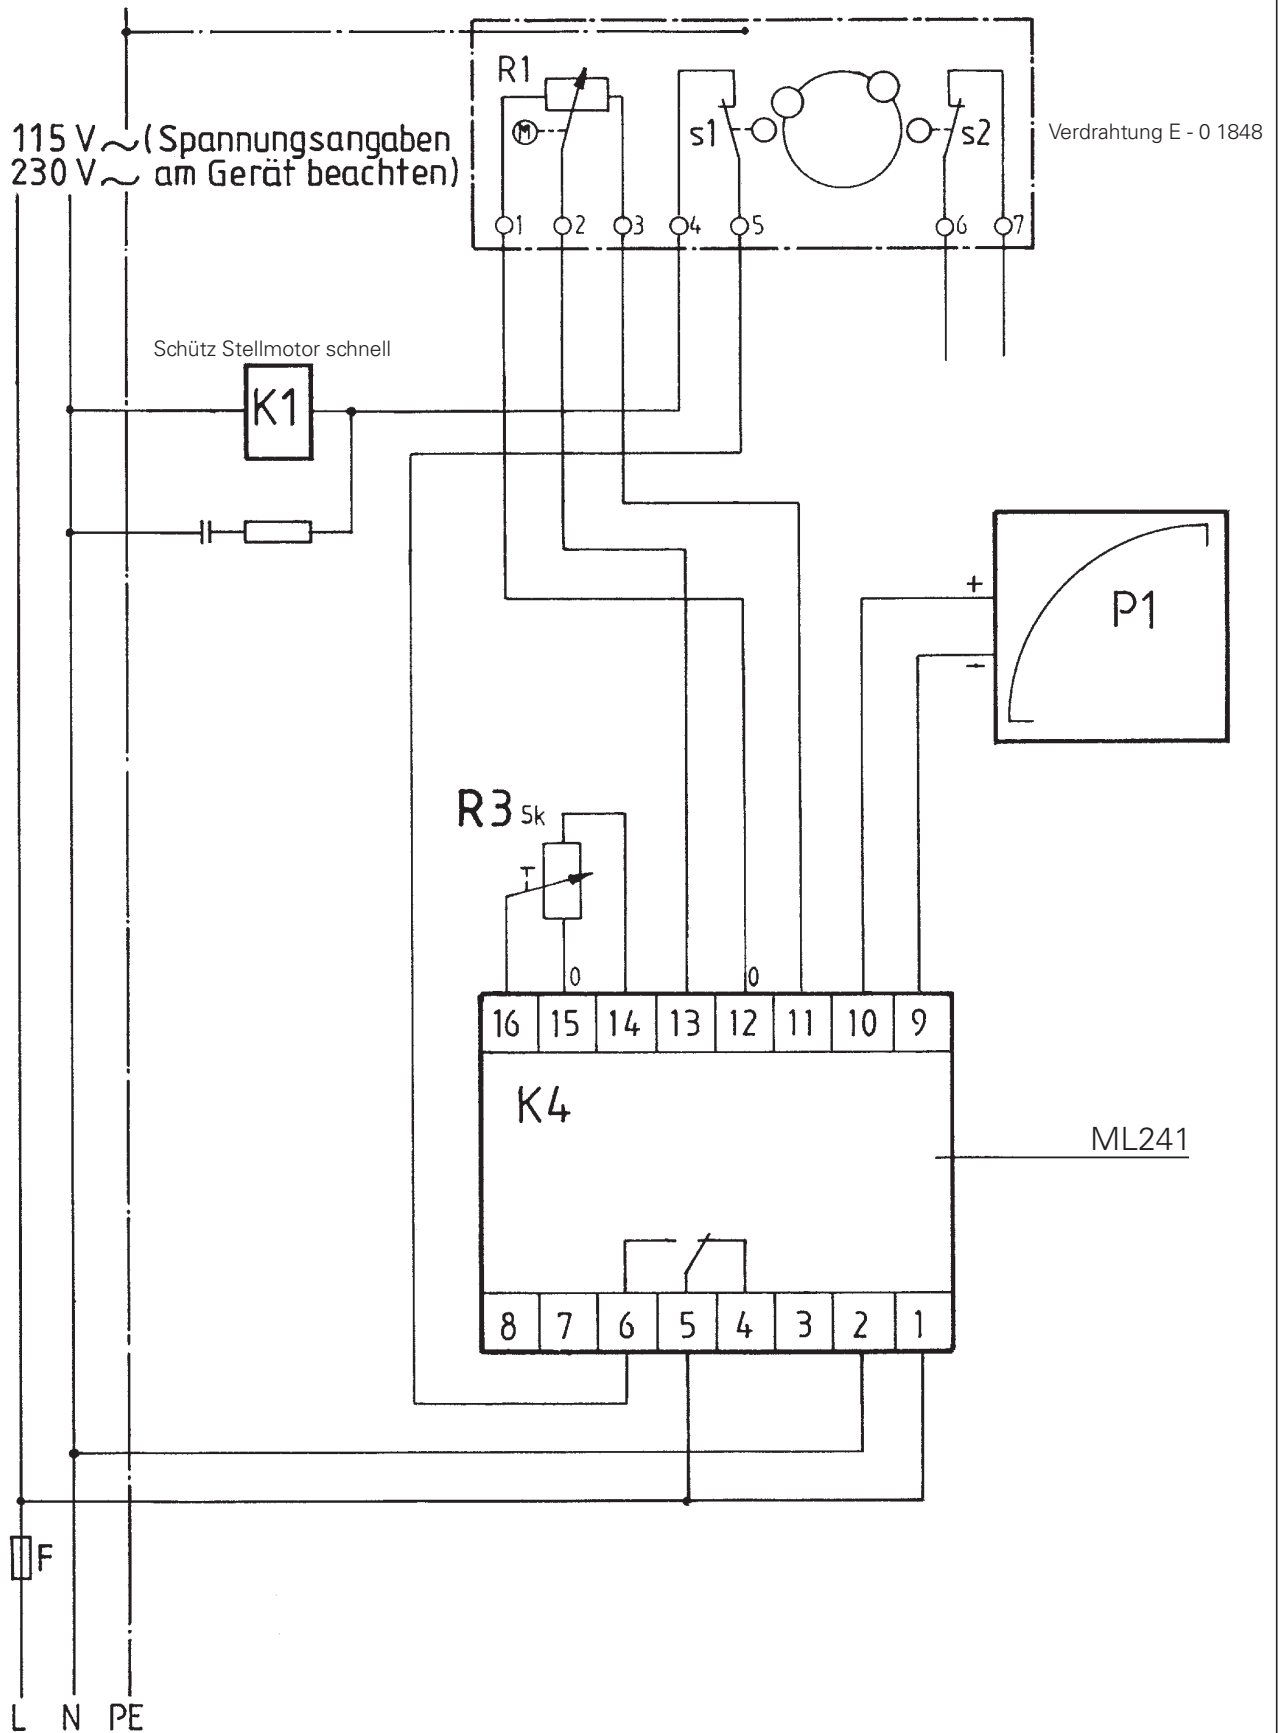 R1
M
115 V ~ (Spannungsangaben
230 V ~ am Gerät beachten)
s1
s2
Verdrahtung E - 0 1848
1 2 3 4 5 6 7
Schütz Stellmotor schnell
K1
+
P1
-
R3 5k
0 0
16 15 14 13 12 11 10 9
K4
ML241
8 7 6 5 4 3 2 1
F
L N PE